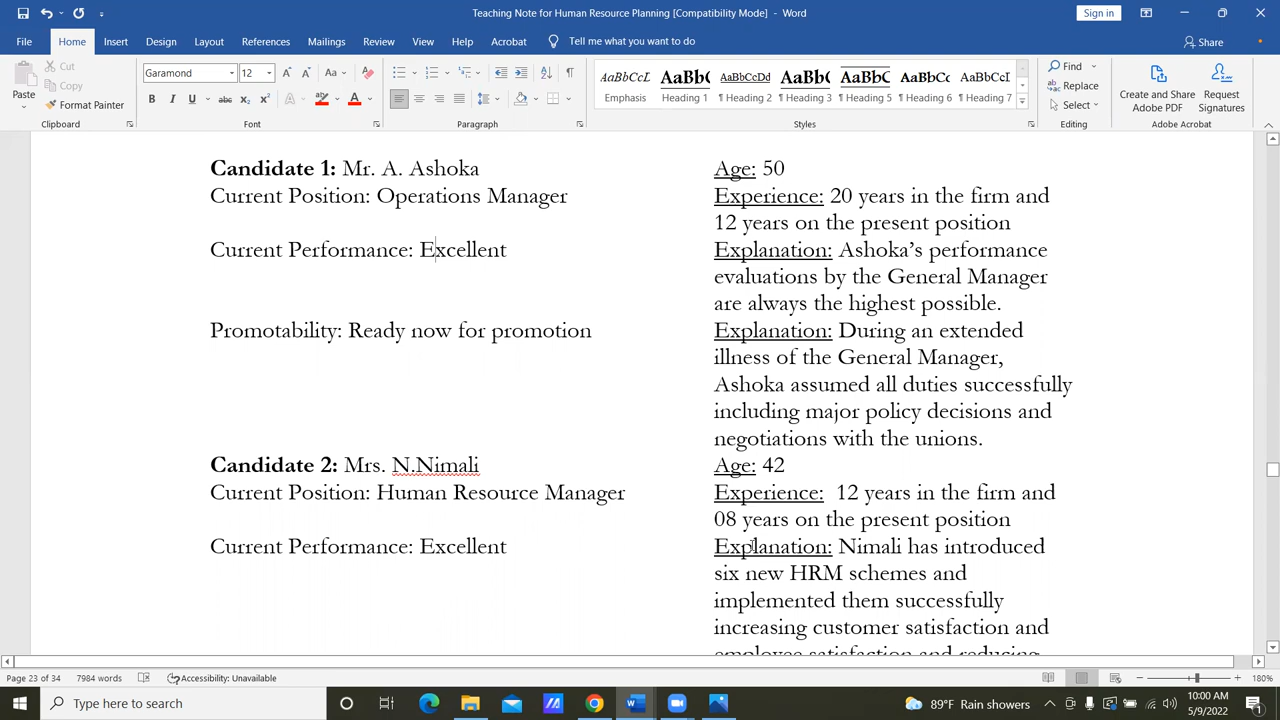 Teaching Note for Human Resource Planning [Compatibility Mode] - Word
Sign in
File Home Insert Design Layout References Mailings Review View Help Acrobat Tell me what you want to do Share
Paste
Cut
Copy
Format Painter
Clipboard
Garamond 12
Font
Paragraph
AaBbCcL AaBbC AaBbCcDd AaBbC AaBbC AaBbCc AaBbCc
Emphasis Heading 1 ¶ Heading 2 ¶ Heading 3 ¶ Heading 5 ¶ Heading 6 ¶ Heading 7
Styles
Find
Replace
Select
Editing
Create and Share Adobe PDF
Request Signatures
Adobe Acrobat
Candidate 1: Mr. A. Ashoka Age: 50
Current Position: Operations Manager Experience: 20 years in the firm and
12 years on the present position
Current Performance: Excellent Explanation: Ashoka’s performance
evaluations by the General Manager
are always the highest possible.
Promotability: Ready now for promotion Explanation: During an extended
illness of the General Manager,
Ashoka assumed all duties successfully
including major policy decisions and
negotiations with the unions.
Candidate 2: Mrs. N.Nimali Age: 42
Current Position: Human Resource Manager Experience: 12 years in the firm and
08 years on the present position
Current Performance: Excellent Explanation: Nimali has introduced
six new HRM schemes and
implemented them successfully
increasing customer satisfaction and
employee satisfaction and reducing
Page 23 of 34 7984 words Accessibility: Unavailable 180%
Type here to search 89°F Rain showers 10:00 AM
5/9/2022